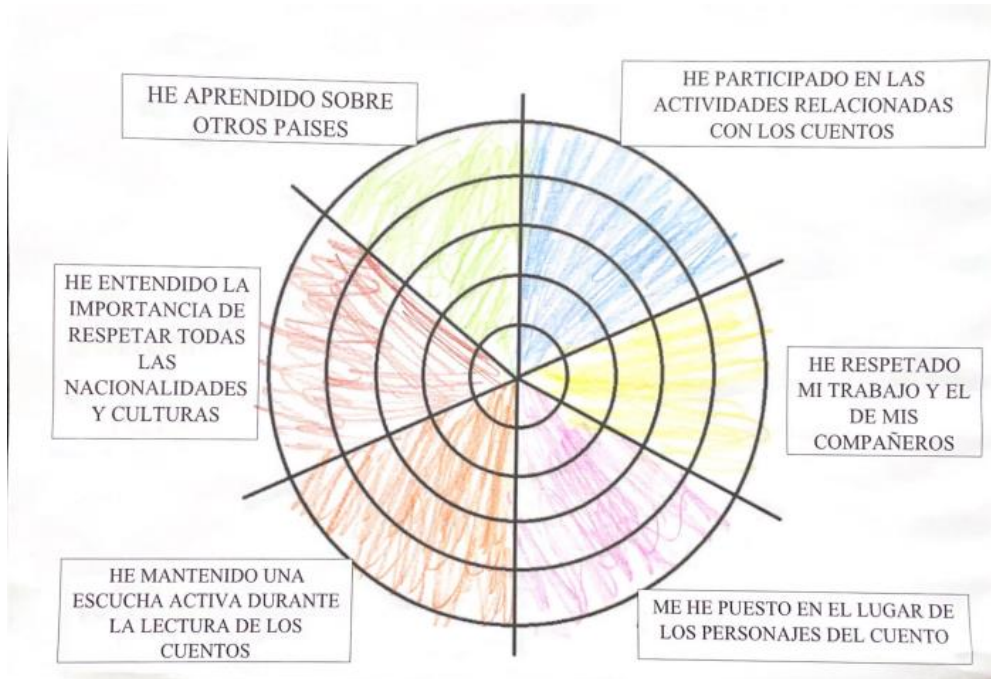 HE APRENDIDO SOBRE
OTROS PAISES
HE PARTICIPADO EN LAS
ACTIVIDADES RELACIONADAS
CON LOS CUENTOS
HE ENTENDIDO LA
IMPORTANCIA DE
RESPETAR TODAS
LAS
NACIONALIDADES
Y CULTURAS
HE RESPETADO
MI TRABAJO Y EL
DE MIS
COMPAÑEROS
HE MANTENIDO UNA
ESCUCHA ACTIVA DURANTE
LA LECTURA DE LOS
CUENTOS
ME HE PUESTO EN EL LUGAR DE
LOS PERSONAJES DEL CUENTO